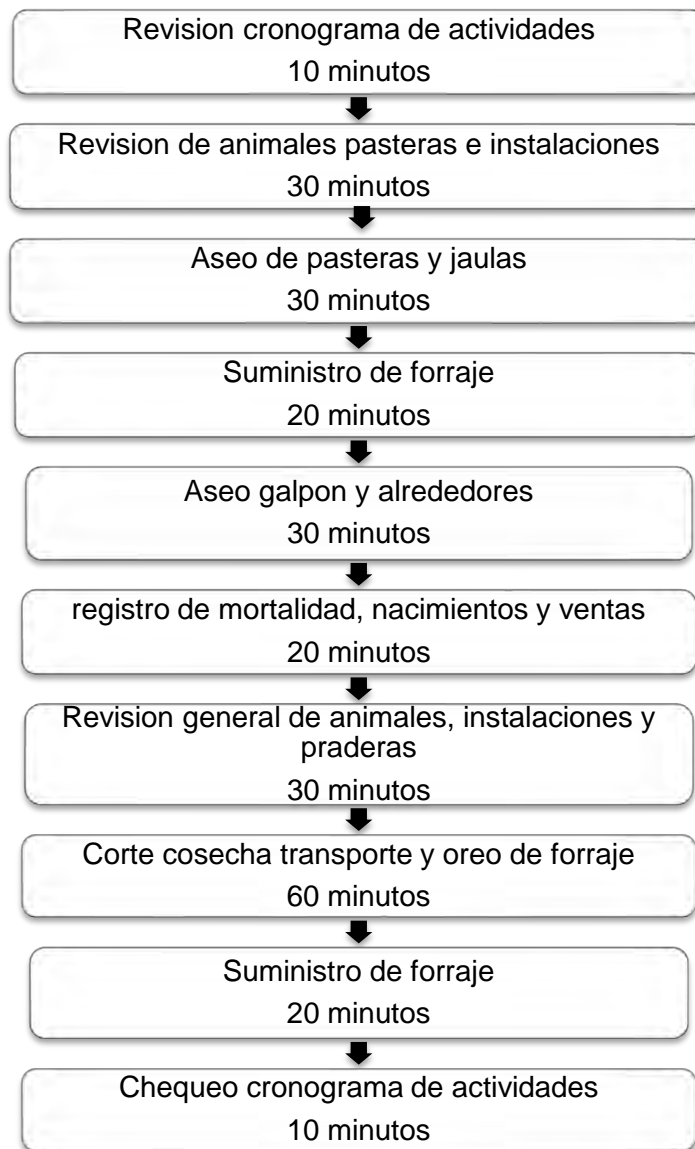 Revision cronograma de actividades
10 minutos
Revision de animales pasteras e instalaciones
30 minutos
Aseo de pasteras y jaulas
30 minutos
Suministro de forraje
20 minutos
Aseo galpon y alrededores
30 minutos
registro de mortalidad, nacimientos y ventas
20 minutos
Revision general de animales, instalaciones y
praderas
30 minutos
Corte cosecha transporte y oreo de forraje
60 minutos
Suministro de forraje
20 minutos
Chequeo cronograma de actividades
10 minutos